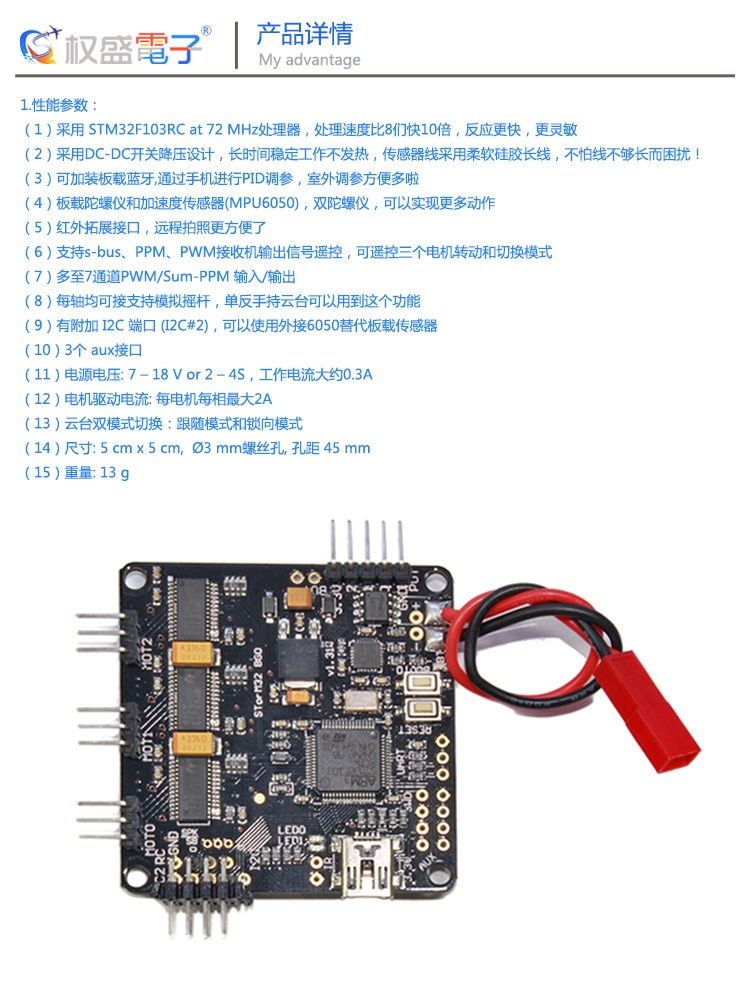 权盛電子®
产品详情
My advantage
1.性能参数：
（1）采用 STM32F103RC at 72 MHz处理器，处理速度比8们快10倍，反应更快，更灵敏
（2）采用DC-DC开关降压设计，长时间稳定工作不发热，传感器线采用柔软硅胶长线，不怕线不够长而困扰！
（3）可加装板载蓝牙,通过手机进行PID调参，室外调参方便多啦
（4）板载陀螺仪和加速度传感器(MPU6050)，双陀螺仪，可以实现更多动作
（5）红外拓展接口，远程拍照更方便了
（6）支持s-bus、PPM、PWM接收机输出信号遥控，可遥控三个电机转动和切换模式
（7）多至7通道PWM/Sum-PPM 输入/输出
（8）每轴均可接支持模拟摇杆，单反手持云台可以用到这个功能
（9）有附加 I2C 端口 (I2C#2)，可以使用外接6050替代板载传感器
（10）3个 aux接口
（11）电源电压: 7 – 18 V or 2 – 4S，工作电流大约0.3A
（12）电机驱动电流: 每电机每相最大2A
（13）云台双模式切换：跟随模式和锁向模式
（14）尺寸: 5 cm x 5 cm,  Ø3 mm螺丝孔, 孔距 45 mm
（15）重量: 13 g
3.3V
POT
MOT2
v1.31
STorM32 BGC
MOT1
RESET
UART
SWD
MOT0
RC
GND
LED0
LED1
IR
3.3V
AUX